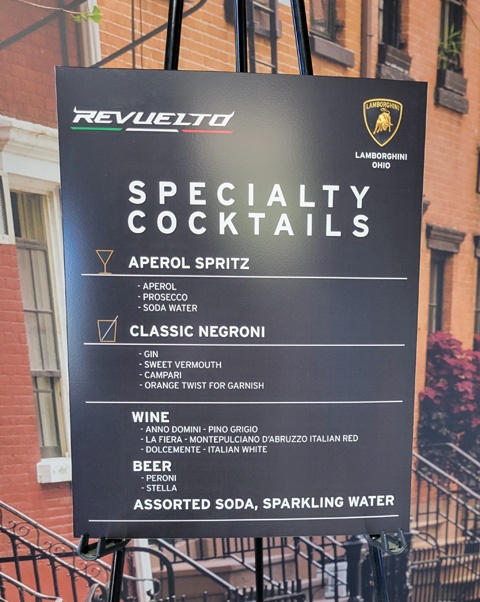 REVUELTO
LAMBORGHINI
LAMBORGHINI
OHIO
SPECIALTY
COCKTAILS
APEROL SPRITZ
- APEROL
- PROSECCO
- SODA WATER
CLASSIC NEGRONI
- GIN
- SWEET VERMOUTH
- CAMPARI
- ORANGE TWIST FOR GARNISH
WINE
- ANNO DOMINI - PINO GRIGIO
- LA FIERA - MONTEPULCIANO D'ABRUZZO ITALIAN RED
- DOLCEMENTE - ITALIAN WHITE
BEER
- PERONI
- STELLA
ASSORTED SODA, SPARKLING WATER